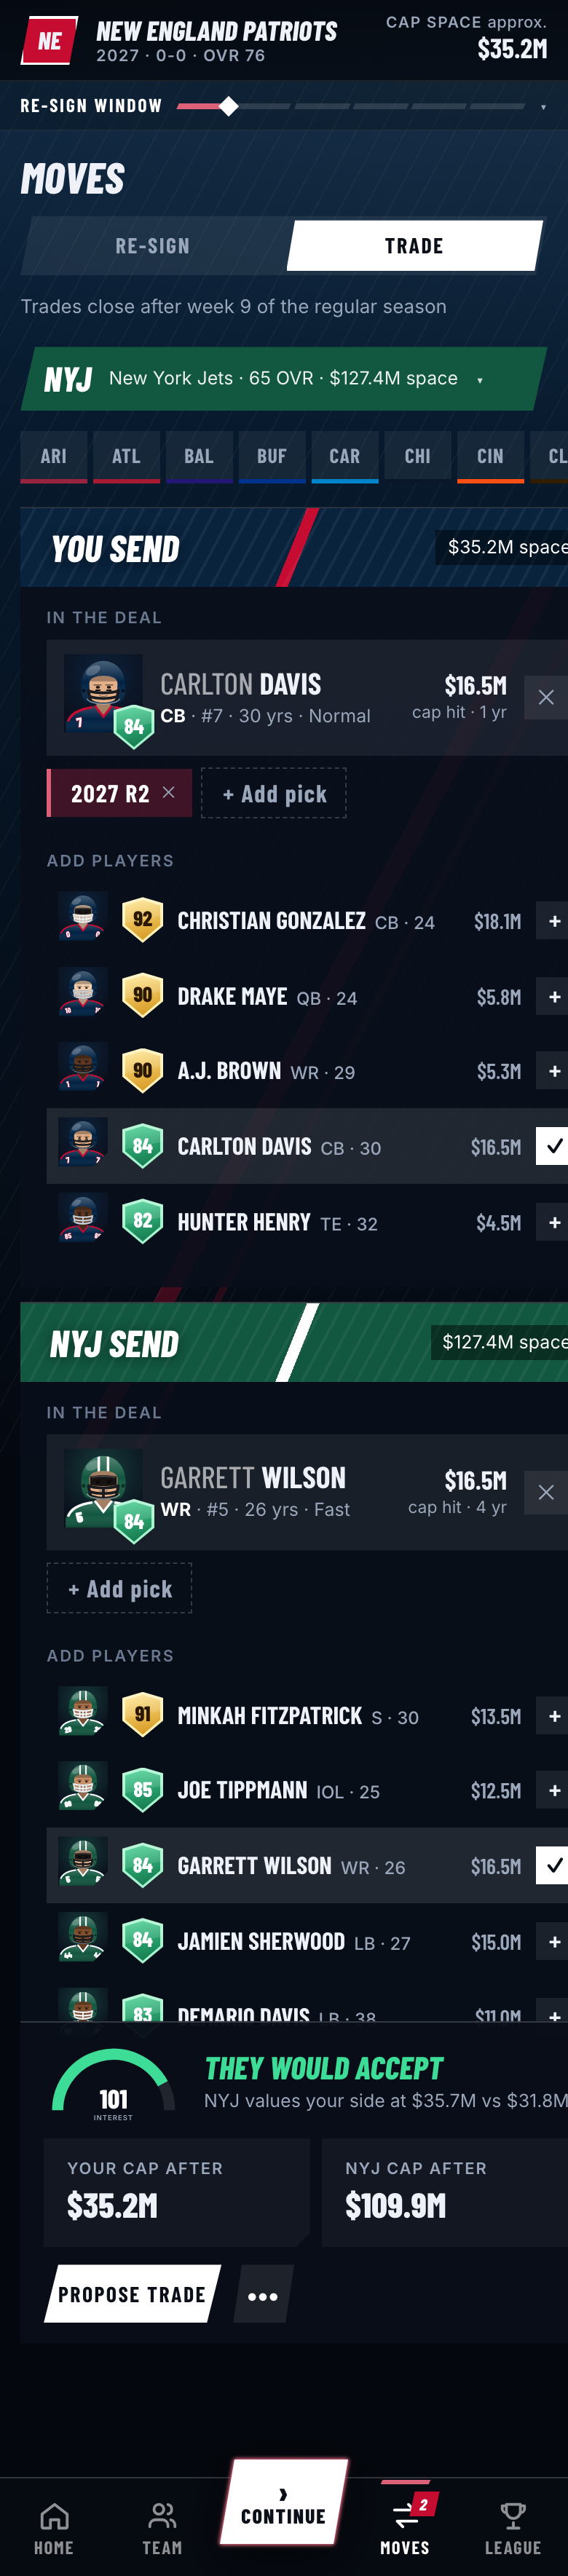 NE
NEW ENGLAND PATRIOTS
2027 · 0-0 · OVR 76
CAP SPACE approx.
$35.2M
RE-SIGN WINDOW
MOVES
RE-SIGN
TRADE
Trades close after week 9 of the regular season
NYJ New York Jets · 65 OVR · $127.4M space
ARI ATL BAL BUF CAR CHI CIN CL
YOU SEND
$35.2M space
IN THE DEAL
84
CARLTON DAVIS
CB · #7 · 30 yrs · Normal
$16.5M
cap hit · 1 yr
2027 R2
+ Add pick
ADD PLAYERS
92 CHRISTIAN GONZALEZ CB · 24 $18.1M +
90 DRAKE MAYE QB · 24 $5.8M +
90 A.J. BROWN WR · 29 $5.3M +
84 CARLTON DAVIS CB · 30 $16.5M
82 HUNTER HENRY TE · 32 $4.5M +
NYJ SEND
$127.4M space
IN THE DEAL
84
GARRETT WILSON
WR · #5 · 26 yrs · Fast
$16.5M
cap hit · 4 yr
+ Add pick
ADD PLAYERS
91 MINKAH FITZPATRICK S · 30 $13.5M +
85 JOE TIPPMANN IOL · 25 $12.5M +
84 GARRETT WILSON WR · 26 $16.5M
84 JAMIEN SHERWOOD LB · 27 $15.0M +
83 DEMARIO DAVIS LB · 38 $11.0M +
101
INTEREST
THEY WOULD ACCEPT
NYJ values your side at $35.7M vs $31.8M
YOUR CAP AFTER
$35.2M
NYJ CAP AFTER
$109.9M
PROPOSE TRADE
HOME
TEAM
CONTINUE
2
MOVES
LEAGUE